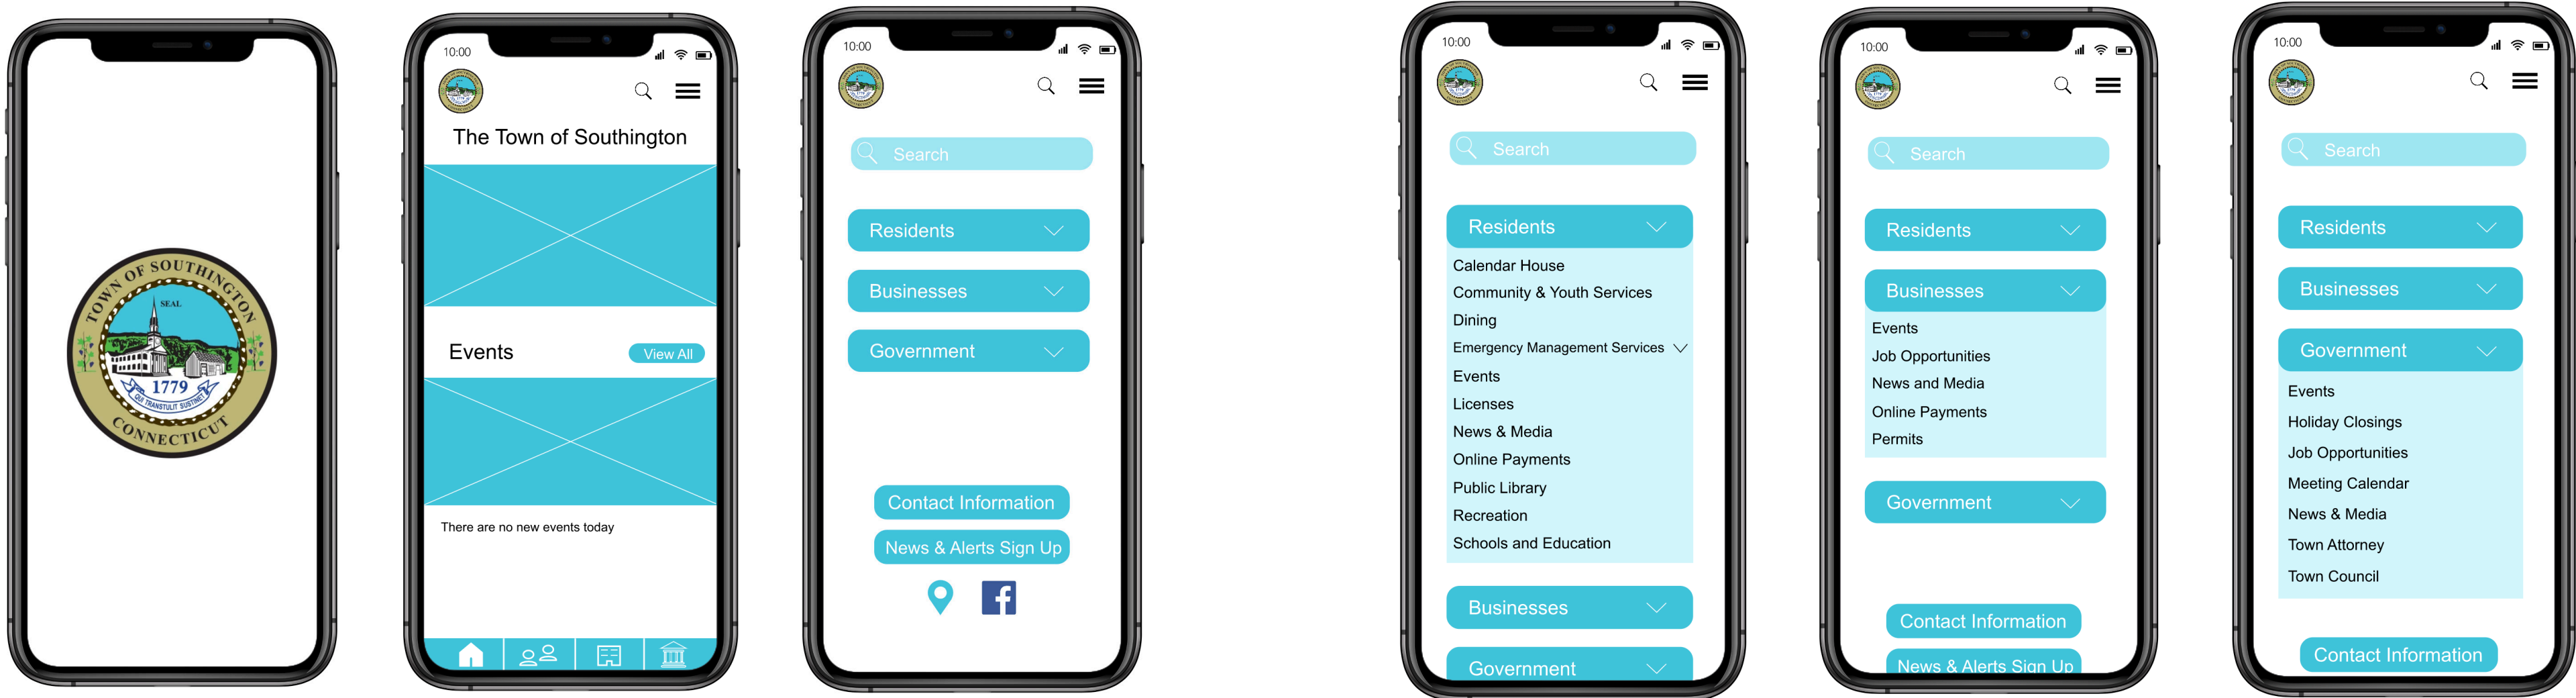 TOWN OF SOUTHINGTON
SEAL
1779
QUI TRANSTULIT SUSTINET
CONNECTICUT
10:00
The Town of Southington
Events
View All
There are no new events today
10:00
Search
Residents
Businesses
Government
Contact Information
News & Alerts Sign Up
10:00
Search
Residents
Calendar House
Community & Youth Services
Dining
Emergency Management Services
Events
Licenses
News & Media
Online Payments
Public Library
Recreation
Schools and Education
Businesses
Government
10:00
Search
Residents
Businesses
Events
Job Opportunities
News and Media
Online Payments
Permits
Government
Contact Information
News & Alerts Sign Up
10:00
Search
Residents
Businesses
Government
Events
Holiday Closings
Job Opportunities
Meeting Calendar
News & Media
Town Attorney
Town Council
Contact Information